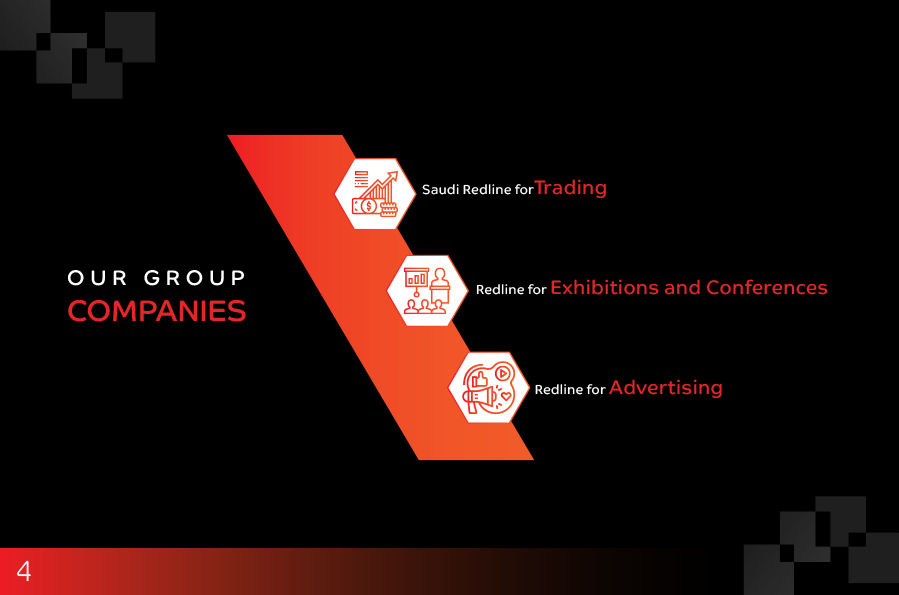 OUR GROUP
COMPANIES
Saudi Redline for Trading
Redline for Exhibitions and Conferences
Redline for Advertising
4